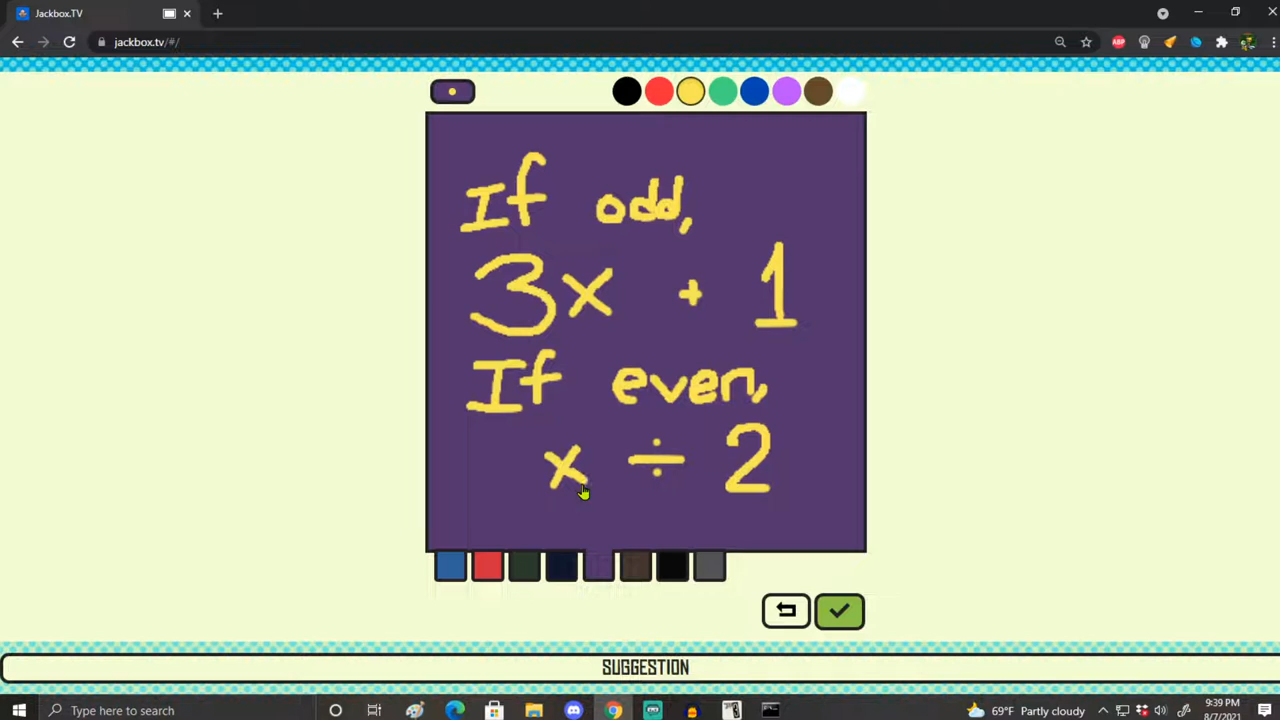 Jackbox.TV
jackbox.tv/#/
ABP
If odd,
3x + 1
If even,
x ÷ 2
SUGGESTION
Type here to search
69°F Partly cloudy
9:39 PM
8/7/2021